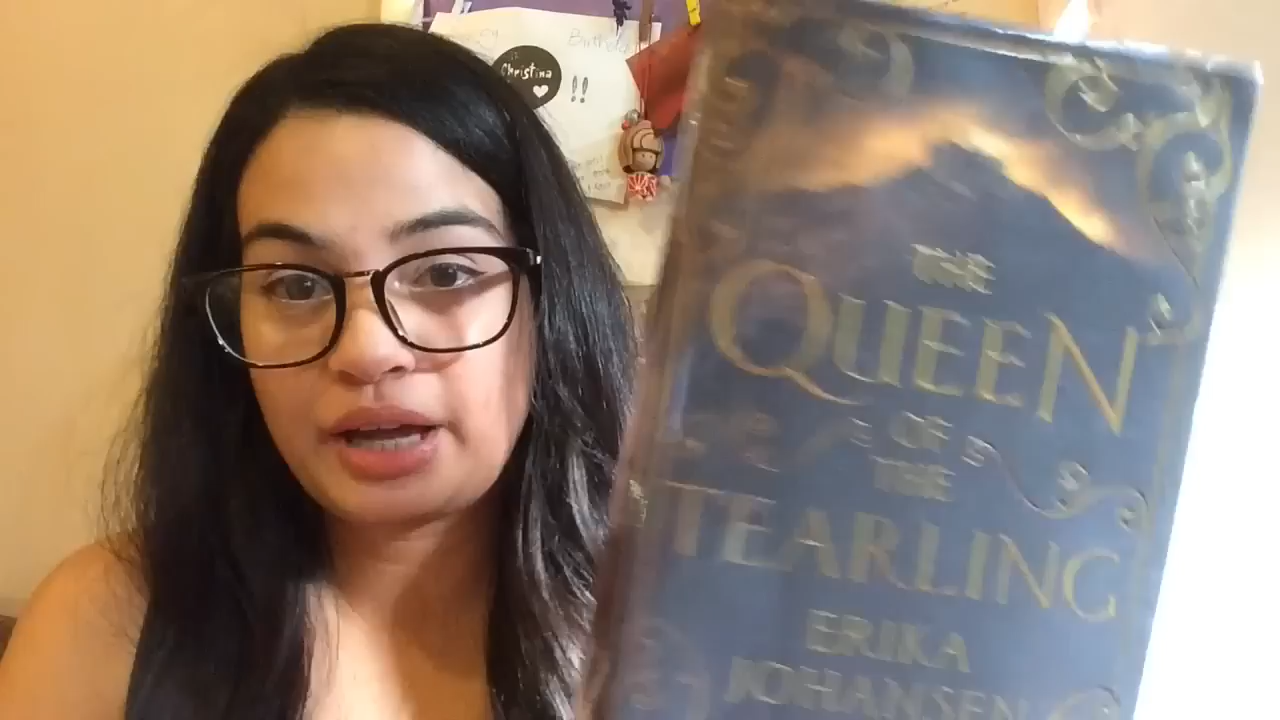 Christina
!!
THE
QUEEN
OF
THE
TEARLING
ERIKA
JOHANSEN